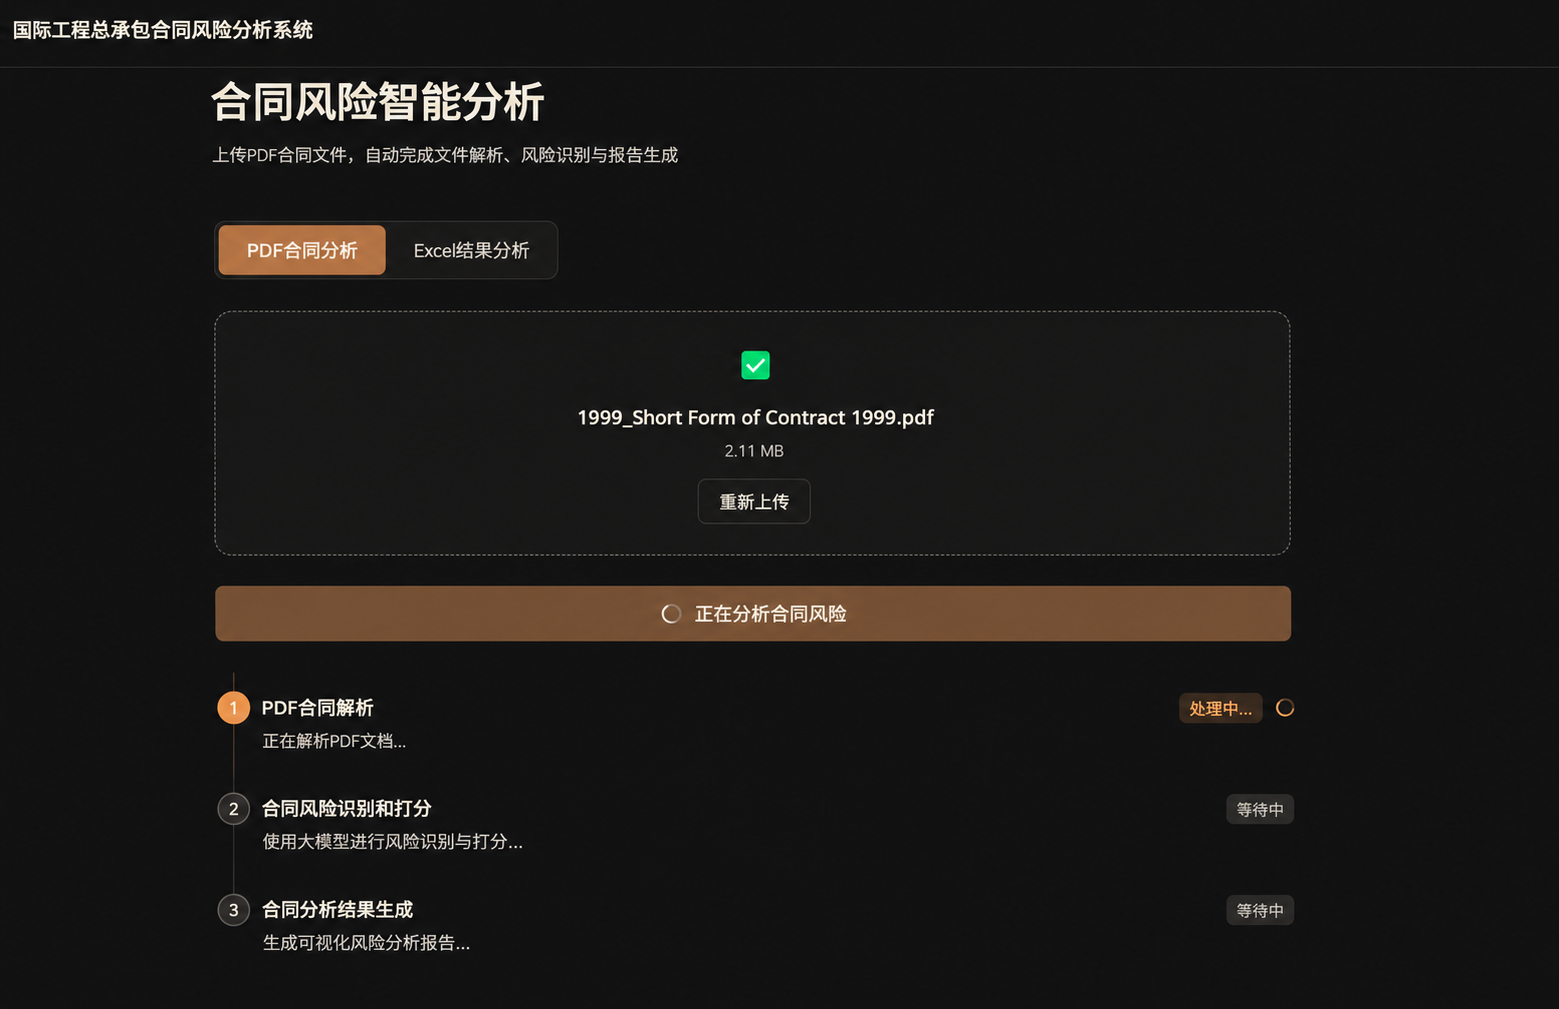 国际工程总承包合同风险分析系统
合同风险智能分析
上传PDF合同文件，自动完成文件解析、风险识别与报告生成
PDF合同分析
Excel结果分析
1999_Short Form of Contract 1999.pdf
2.11 MB
重新上传
正在分析合同风险
1
PDF合同解析
处理中...
正在解析PDF文档...
2
合同风险识别和打分
等待中
使用大模型进行风险识别与打分...
3
合同分析结果生成
等待中
生成可视化风险分析报告...